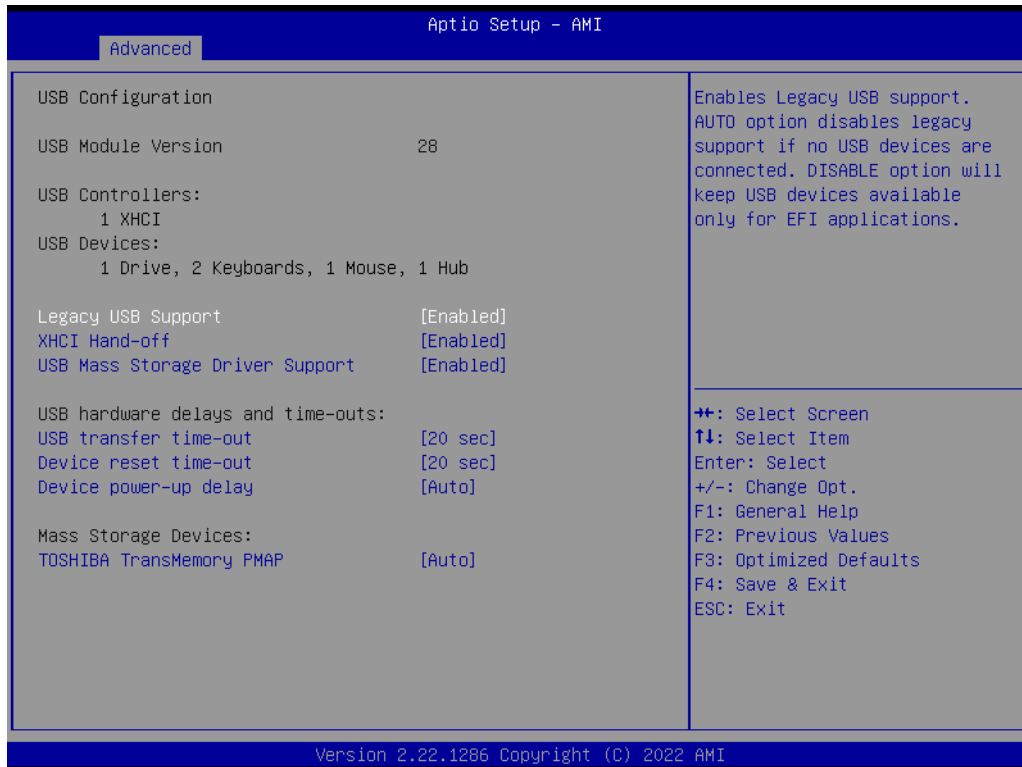 Aptio Setup – AMI
Advanced
USB Configuration
USB Module Version 28
USB Controllers:
1 XHCI
USB Devices:
1 Drive, 2 Keyboards, 1 Mouse, 1 Hub
Legacy USB Support [Enabled]
XHCI Hand-off [Enabled]
USB Mass Storage Driver Support [Enabled]
USB hardware delays and time-outs:
USB transfer time-out [20 sec]
Device reset time-out [20 sec]
Device power-up delay [Auto]
Mass Storage Devices:
TOSHIBA TransMemory PMAP [Auto]
Enables Legacy USB support.
AUTO option disables legacy
support if no USB devices are
connected. DISABLE option will
keep USB devices available
only for EFI applications.
→←: Select Screen
↑↓: Select Item
Enter: Select
+/-: Change Opt.
F1: General Help
F2: Previous Values
F3: Optimized Defaults
F4: Save & Exit
ESC: Exit
Version 2.22.1286 Copyright (C) 2022 AMI